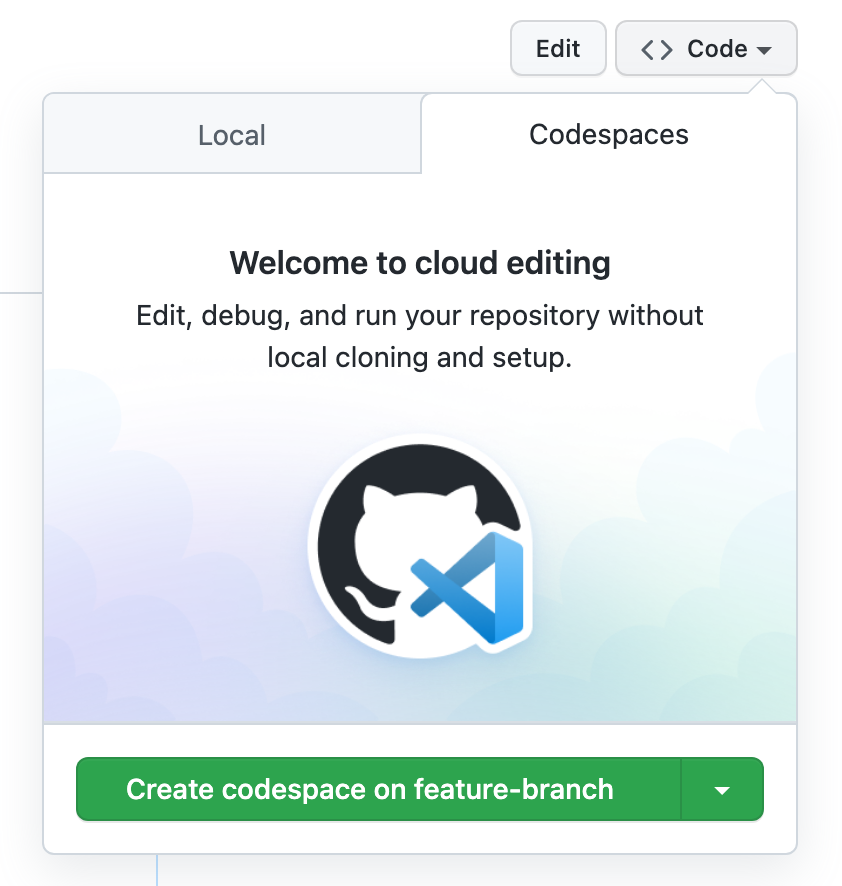 Edit
Code
Local
Codespaces
Welcome to cloud editing
Edit, debug, and run your repository without
local cloning and setup.
Create codespace on feature-branch